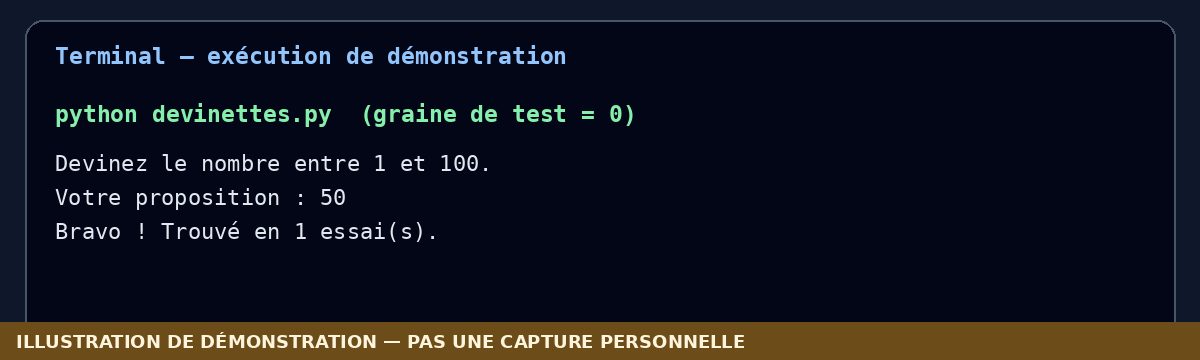 Terminal — exécution de démonstration
python devinettes.py  (graine de test = 0)
Devinez le nombre entre 1 et 100.
Votre proposition : 50
Bravo ! Trouvé en 1 essai(s).
ILLUSTRATION DE DÉMONSTRATION — PAS UNE CAPTURE PERSONNELLE